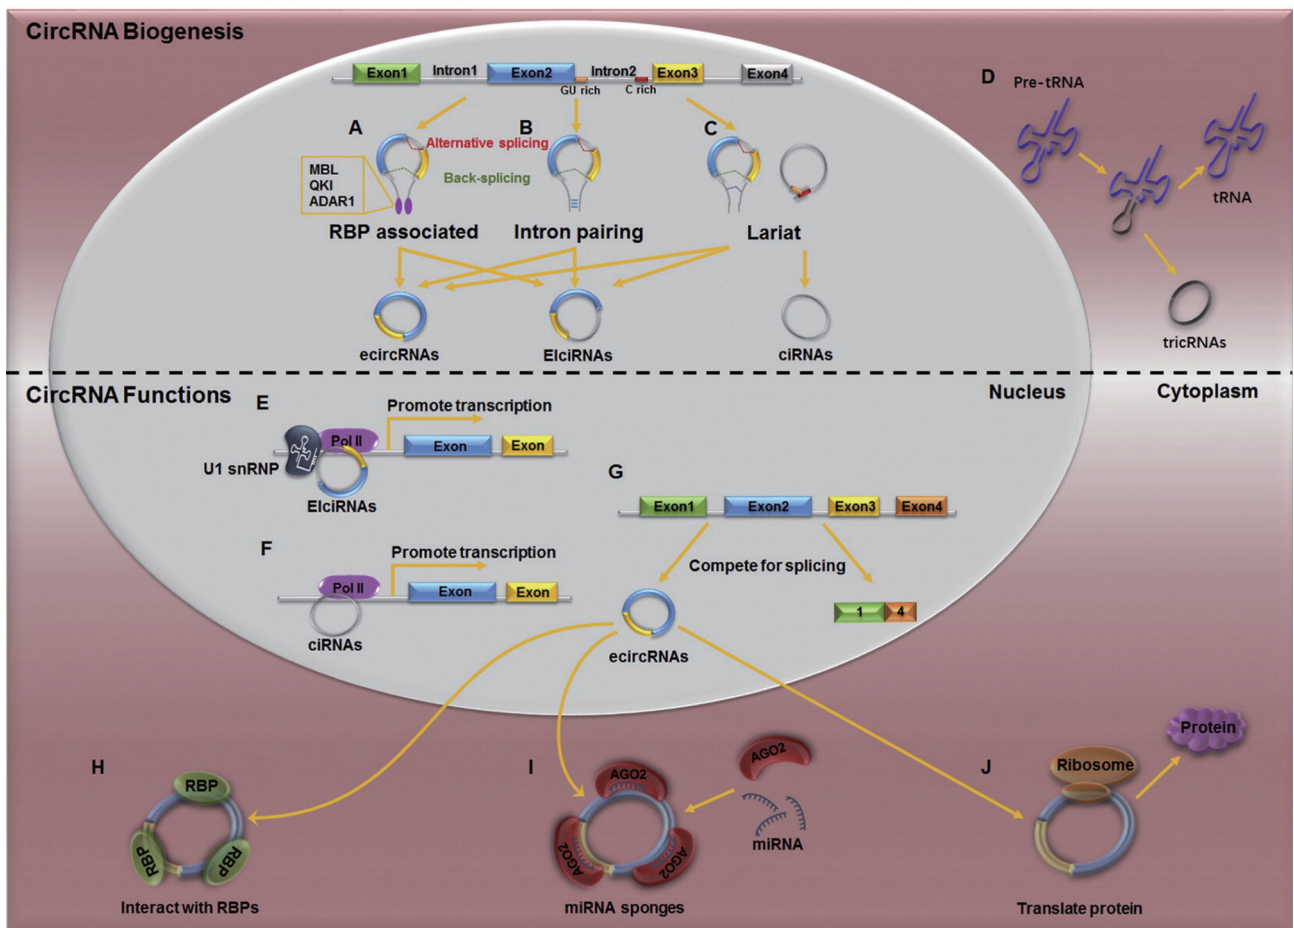 CircRNA Biogenesis
Exon1
Intron1
Exon2
Intron2
Exon3
Exon4
GU rich
C rich
A
B
C
D
Pre-tRNA
tRNA
tricRNAs
Alternative splicing
Back-splicing
MBL
QKI
ADAR1
RBP associated
Intron pairing
Lariat
ecircRNAs
EIciRNAs
ciRNAs
CircRNA Functions
Nucleus
Cytoplasm
E
Promote transcription
Pol II
Exon
Exon
U1 snRNP
EIciRNAs
F
Promote transcription
Pol II
Exon
Exon
ciRNAs
G
Exon1
Exon2
Exon3
Exon4
Compete for splicing
1
4
ecircRNAs
H
RBP
RBP
RBP
Interact with RBPs
I
AGO2
AGO2
AGO2
AGO2
miRNA
miRNA sponges
J
Ribosome
Protein
Translate protein